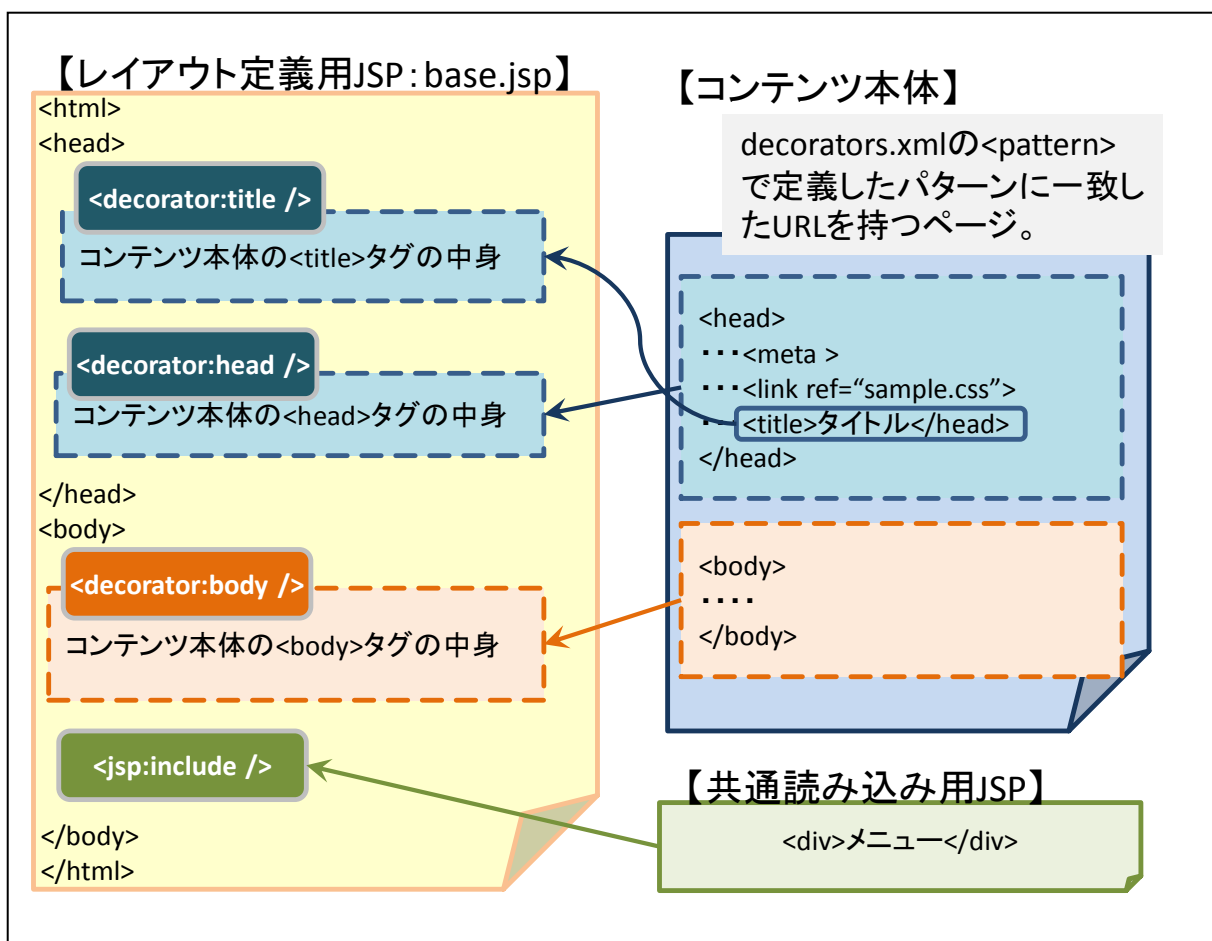 【レイアウト定義用JSP：base.jsp】
<html>
<head>
<decorator:title />
コンテンツ本体の<title>タグの中身
<decorator:head />
コンテンツ本体の<head>タグの中身
</head>
<body>
<decorator:body />
コンテンツ本体の<body>タグの中身
<jsp:include />
</body>
</html>
【コンテンツ本体】
decorators.xmlの<pattern>
で定義したパターンに一致し
たURLを持つページ。
<head>
・・・<meta >
・・・<link ref=“sample.css”>
・・<title>タイトル</head>
</head>
<body>
・・・・
</body>
【共通読み込み用JSP】
<div>メニュー</div>